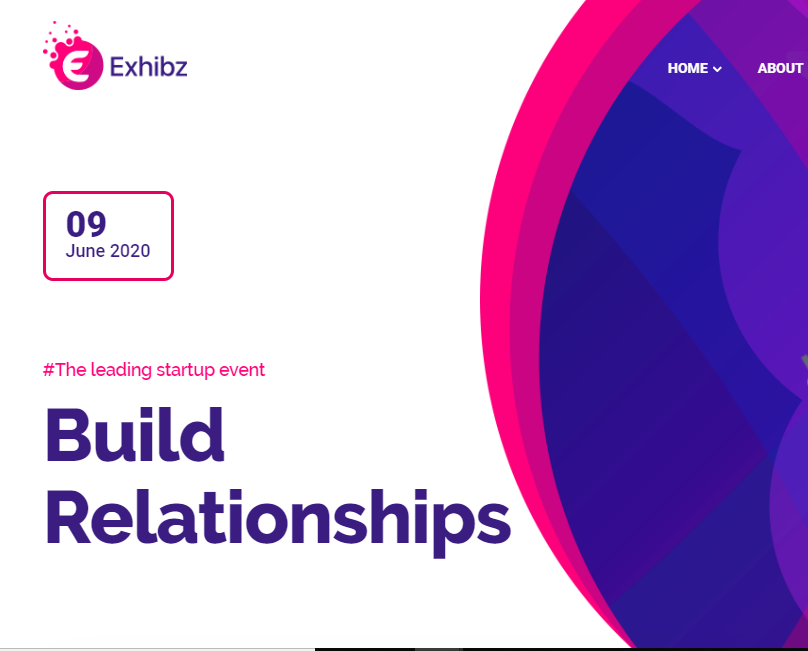 Exhibz
HOME ABOUT
09
June 2020
#The leading startup event
Build
Relationships